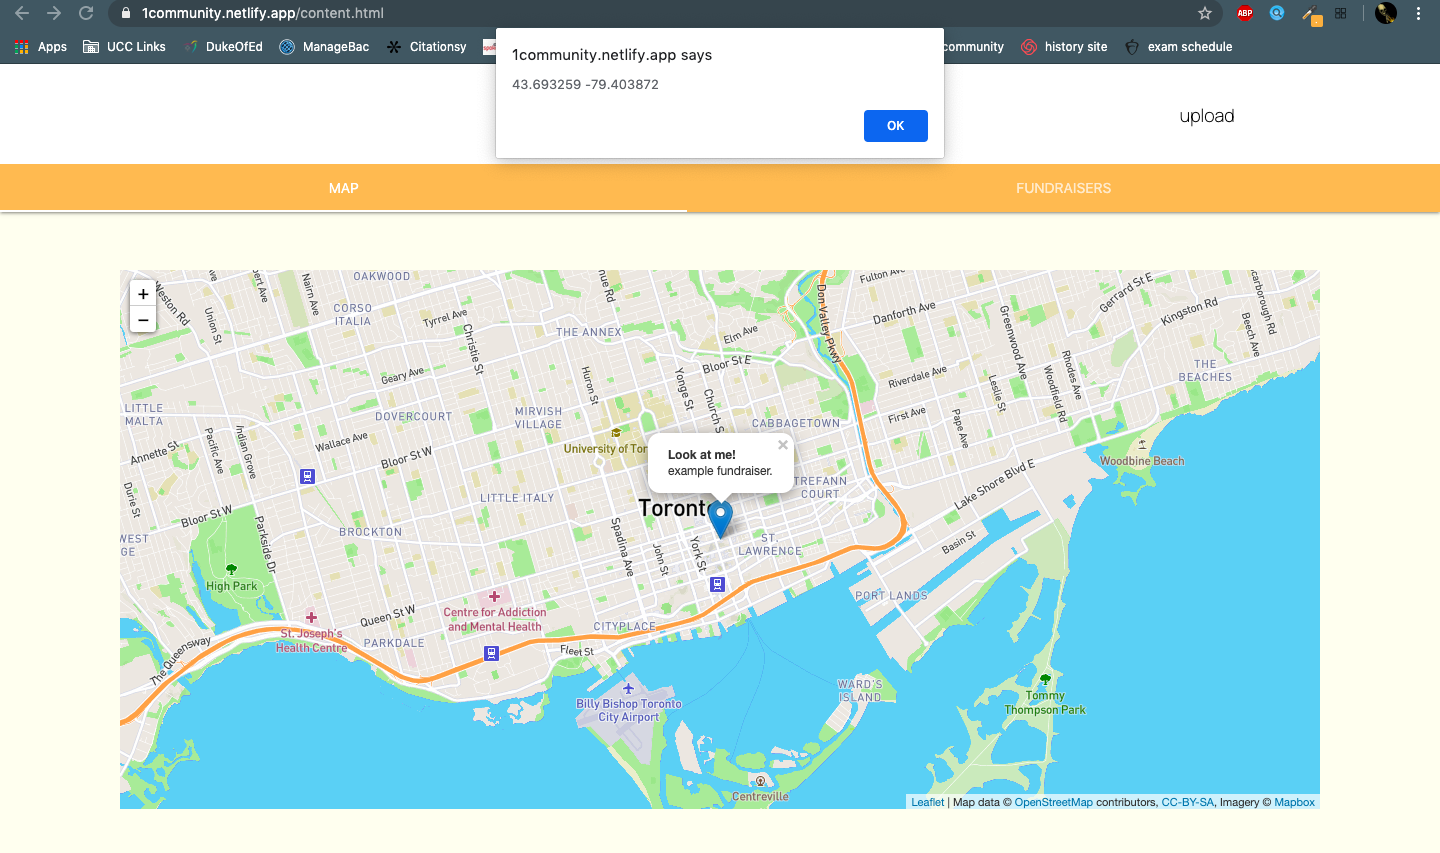 1community.netlify.app/content.html
ABP
Apps
UCC Links
DukeOfEd
ManageBac
Citationsy
community
history site
exam schedule
1community.netlify.app says
43.693259 -79.403872
OK
upload
MAP
FUNDRAISERS
+
−
OAKWOOD
Weston Rd
Union St
Nairn Ave
CORSO
ITALIA
Tyrrel Ave
Christie St
THE ANNEX
Elm Ave
Bloor St E
Don Valley Pkwy
Fulton Ave
Danforth Ave
Greenwood Ave
Gerrard St E
Kingston Rd
Beech Ave
THE
BEACHES
Geary Ave
Huron St
Yonge St
Church S
Riverdale Ave
Leslie St
Woodfield Rd
Rhodes Ave
LITTLE
MALTA
DOVERCOURT
MIRVISH
VILLAGE
CABBAGETOWN
First Ave
Pape Ave
Annette St
Pacific Ave
Indian Grove
Wallace Ave
Bloor St W
University of Tor
Look at me!
×
example fundraiser.
Woodbine Beach
Durie St
LITTLE ITALY
TREFANN
COURT
Lake Shore Blvd E
Toronto
Bloor St W
Parkside Dr
BROCKTON
Spadina Ave
John St
York St
ST.
LAWRENCE
Basin St
WEST
GE
High Park
PORT LANDS
Queen St W
Centre for Addiction
and Mental Health
CITYPLACE
St. Joseph's
Health Centre
PARKDALE
The Queensway
Fleet St
WARD'S
ISLAND
Billy Bishop Toronto
City Airport
Tommy
Thompson Park
Centreville
Leaflet | Map data © OpenStreetMap contributors, CC-BY-SA, Imagery © Mapbox